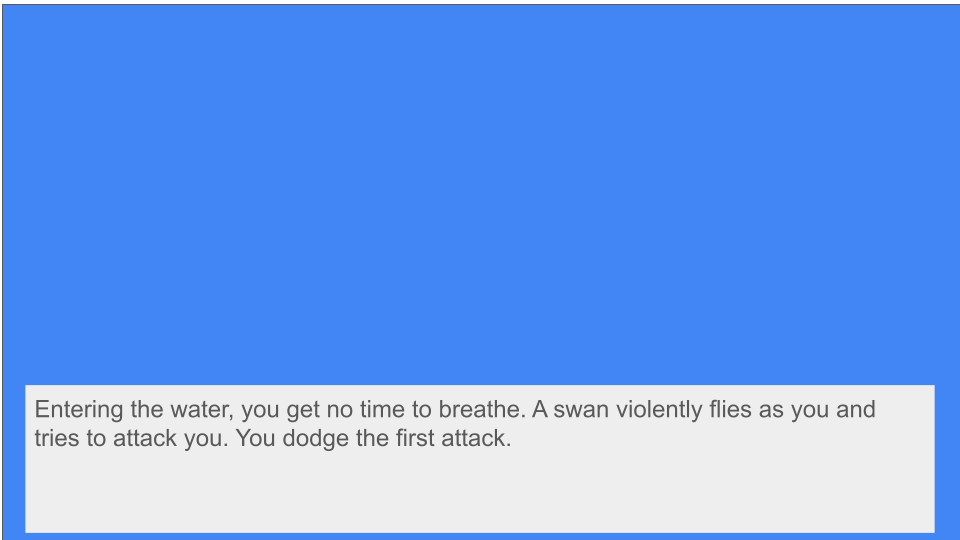 Entering the water, you get no time to breathe. A swan violently flies as you and
tries to attack you. You dodge the first attack.